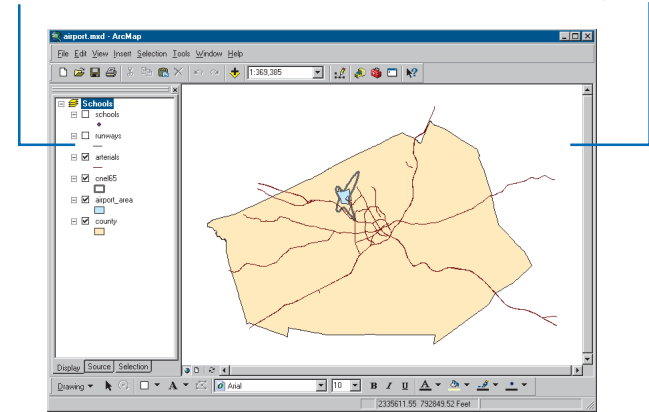 airport.mxd - ArcMap
File Edit View Insert Selection Tools Window Help
1:369,385
Schools
schools
runways
arterials
cnel65
airport_area
county
Display Source Selection
Drawing A Arial 10 B I U A
2335611.55 792849.52 Feet